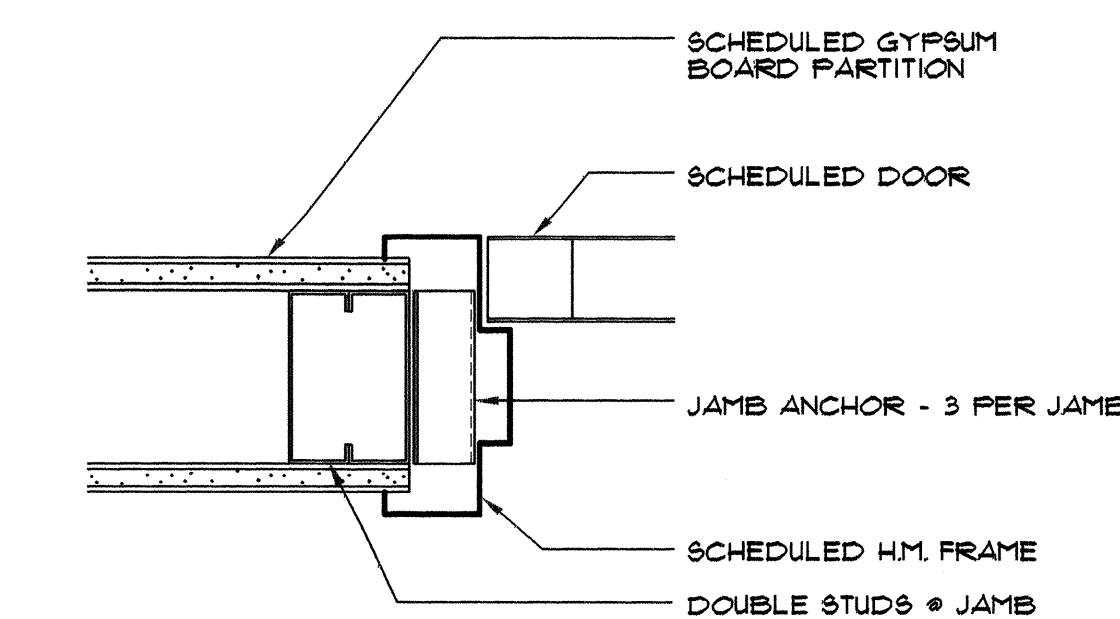 SCHEDULED GYPSUM
BOARD PARTITION
SCHEDULED DOOR
JAMB ANCHOR - 3 PER JAMB
SCHEDULED H.M. FRAME
DOUBLE STUDS @ JAMB